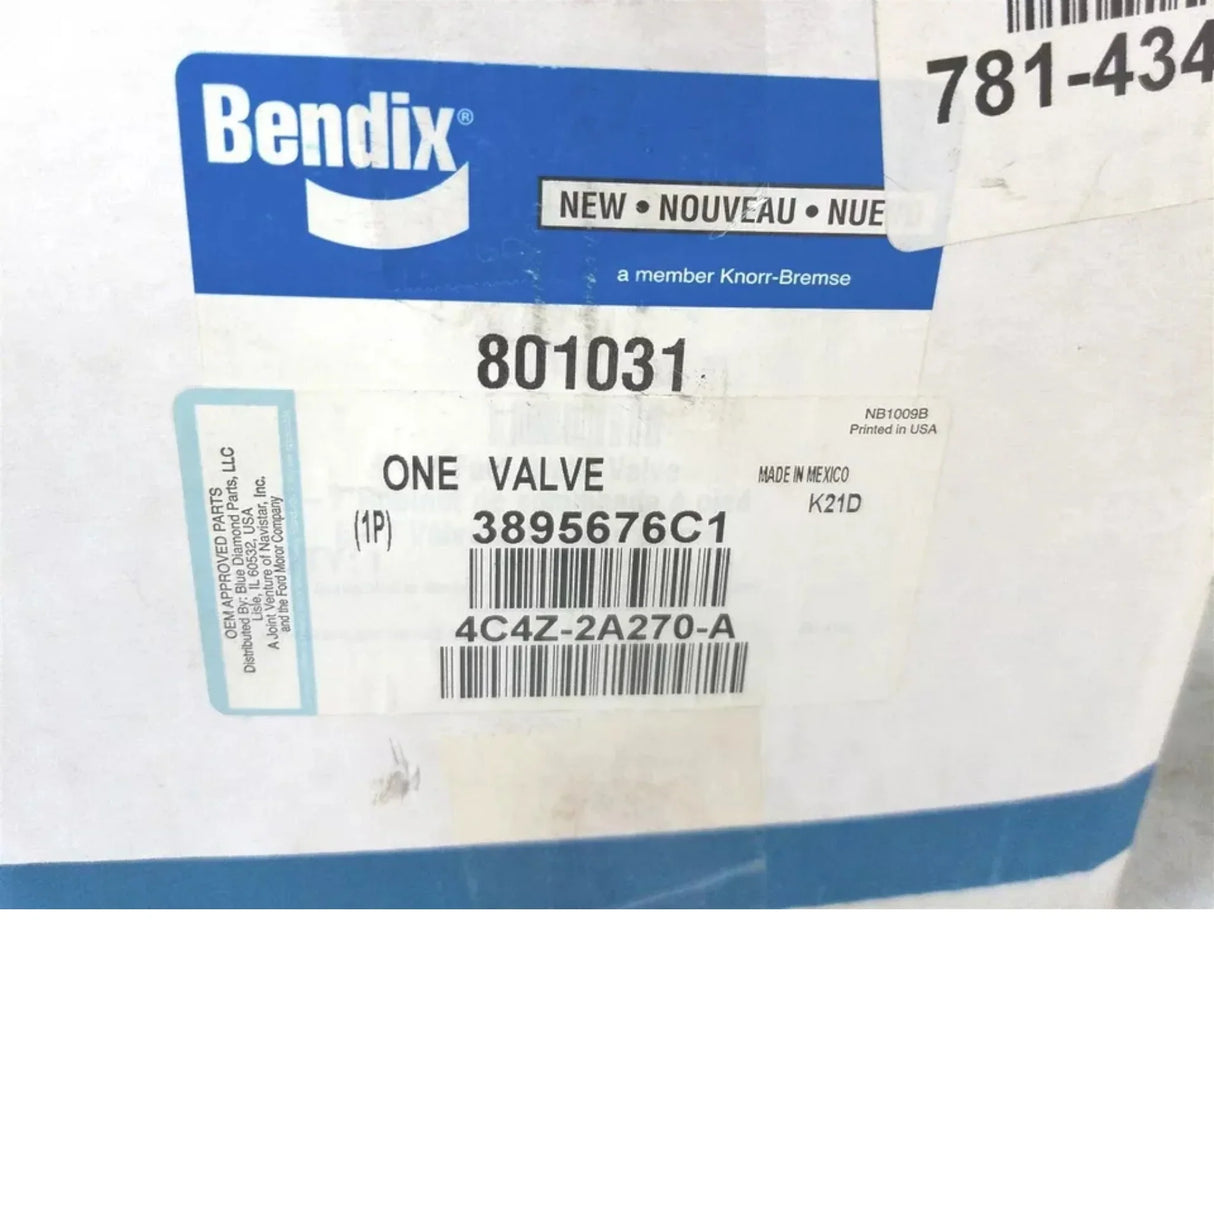 781-434
Bendix®
NEW • NOUVEAU • NUE
a member Knorr-Bremse
801031
NB1009B
Printed in USA
ONE VALVE
MADE IN MEXICO
K21D
(1P) 3895676C1
4C4Z-2A270-A
OEM APPROVED PARTS
Distributed By: Blue Diamond Parts, LLC
Lisle, IL 60532, USA
A Joint Venture of Navistar, Inc.
and the Ford Motor Company